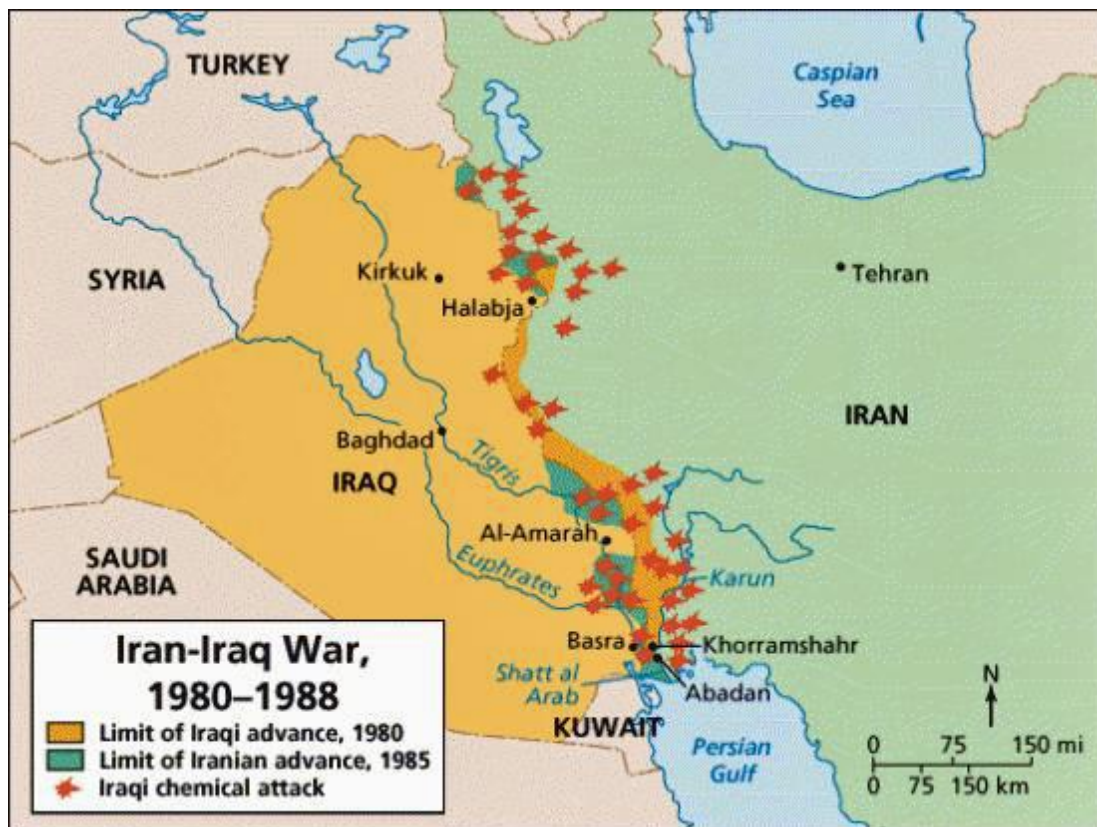 TURKEY
Caspian
Sea
SYRIA
Kirkuk
Halabja
Tehran
IRAN
Baghdad
Tigris
IRAQ
Al-Amarah
SAUDI
ARABIA
Euphrates
Karun
Basra
Khorramshahr
Shatt al
Arab
Abadan
KUWAIT
Persian
Gulf
N
0 75 150 mi
0 75 150 km
Iran-Iraq War,
1980–1988
Limit of Iraqi advance, 1980
Limit of Iranian advance, 1985
Iraqi chemical attack